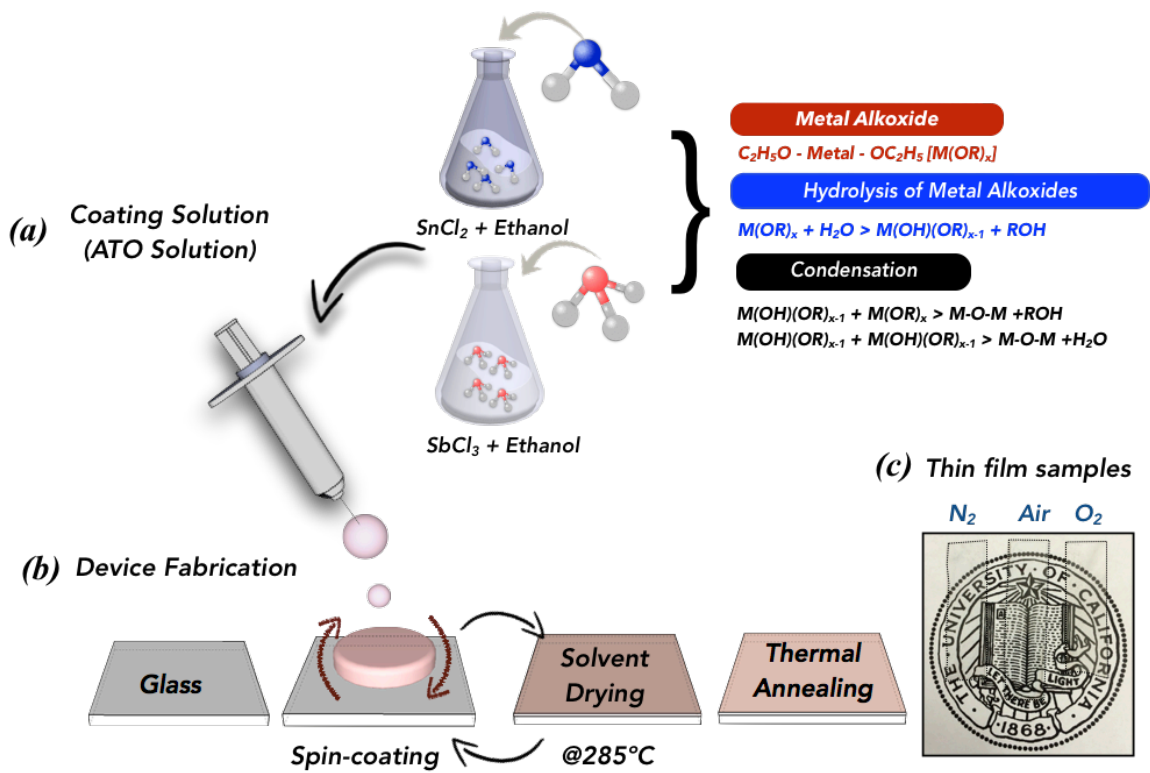 (a) Coating Solution
(ATO Solution)
SnCl₂ + Ethanol
SbCl₃ + Ethanol
Metal Alkoxide
C₂H₅O - Metal - OC₂H₅ [M(OR)ₓ]
Hydrolysis of Metal Alkoxides
M(OR)ₓ + H₂O > M(OH)(OR)ₓ₋₁ + ROH
Condensation
M(OH)(OR)ₓ₋₁ + M(OR)ₓ > M-O-M +ROH
M(OH)(OR)ₓ₋₁ + M(OH)(OR)ₓ₋₁ > M-O-M +H₂O
(b) Device Fabrication
Glass
Spin-coating
Solvent
Drying
@285°C
Thermal
Annealing
(c) Thin film samples
N₂ Air O₂
THE · UNIVERSITY · OF · CALIFORNIA
A
LET THERE BE
LIGHT
·1868·